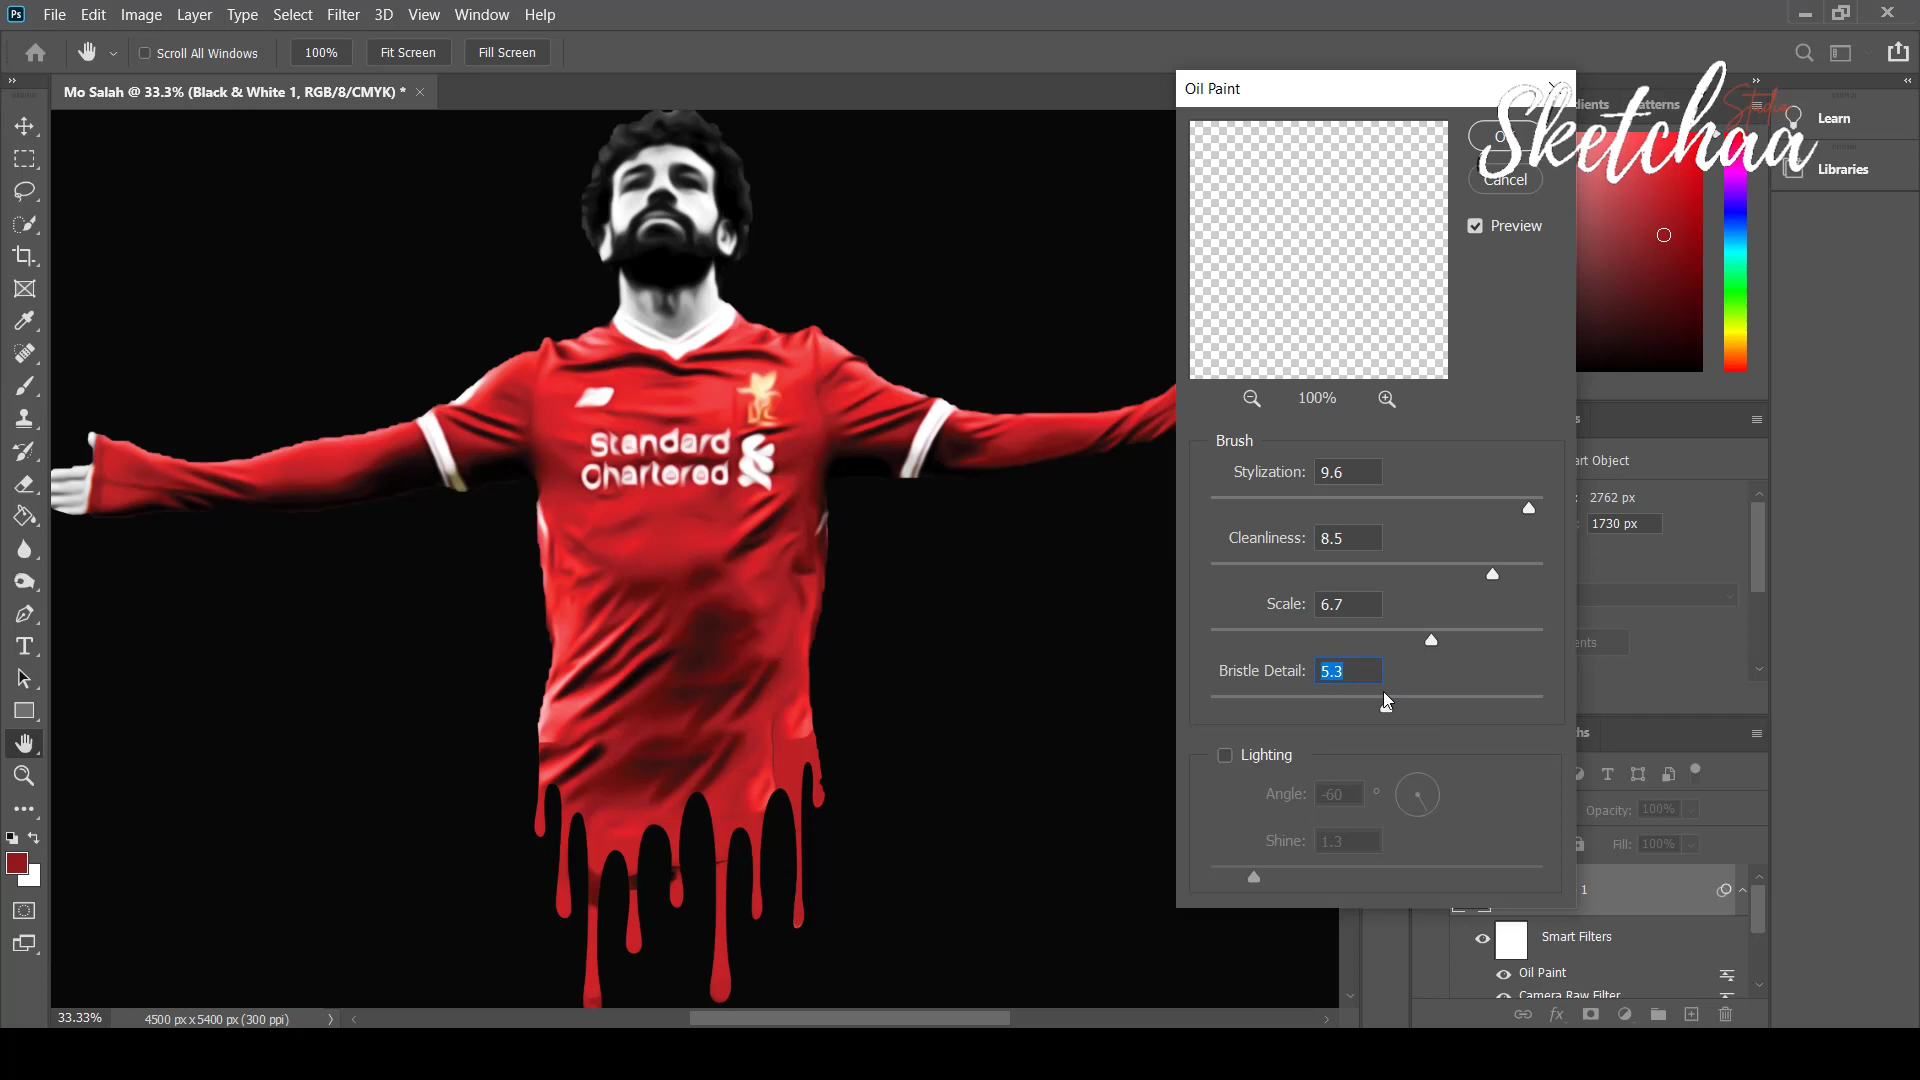 Ps File Edit Image Layer Type Select Filter 3D View Window Help
Scroll All Windows 100% Fit Screen Fill Screen
Mo Salah @ 33.3% (Black & White 1, RGB/8/CMYK) *
Oil Paint
Studio
Sketchaa
Learn
Libraries
Cancel
Preview
100%
Brush
Stylization: 9.6
Cleanliness: 8.5
Scale: 6.7
Bristle Detail: 5.3
Lighting
Angle: -60 °
Shine: 1.3
Standard
Chartered
2762 px
1730 px
Opacity: 100%
Fill: 100%
1
Smart Filters
Oil Paint
Camera Raw Filter
33.33% 4500 px x 5400 px (300 ppi)